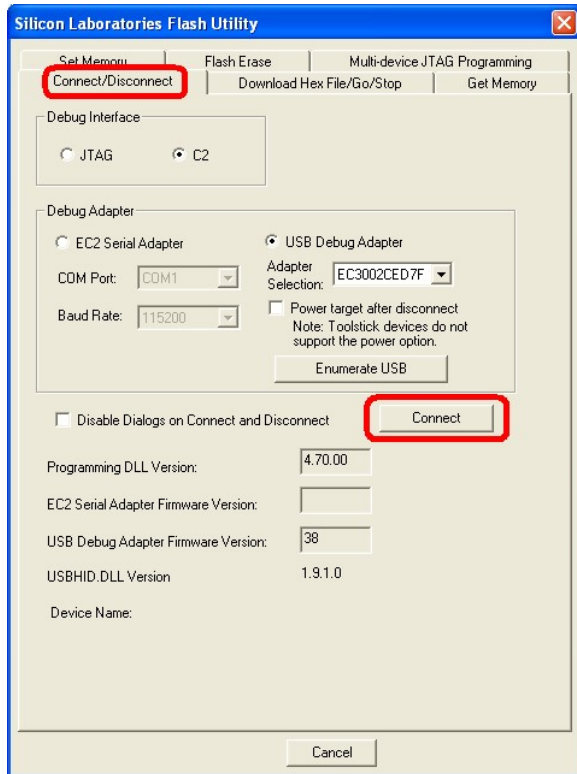 Silicon Laboratories Flash Utility
Set Memory Flash Erase Multi-device JTAG Programming
Connect/Disconnect Download Hex File/Go/Stop Get Memory
Debug Interface
JTAG C2
Debug Adapter
EC2 Serial Adapter USB Debug Adapter
COM Port: COM1 Adapter Selection: EC3002CED7F
Baud Rate: 115200 Power target after disconnect
Note: Toolstick devices do not
support the power option.
Enumerate USB
Disable Dialogs on Connect and Disconnect Connect
Programming DLL Version: 4.70.00
EC2 Serial Adapter Firmware Version:
USB Debug Adapter Firmware Version: 38
USBHID.DLL Version 1.9.1.0
Device Name:
Cancel